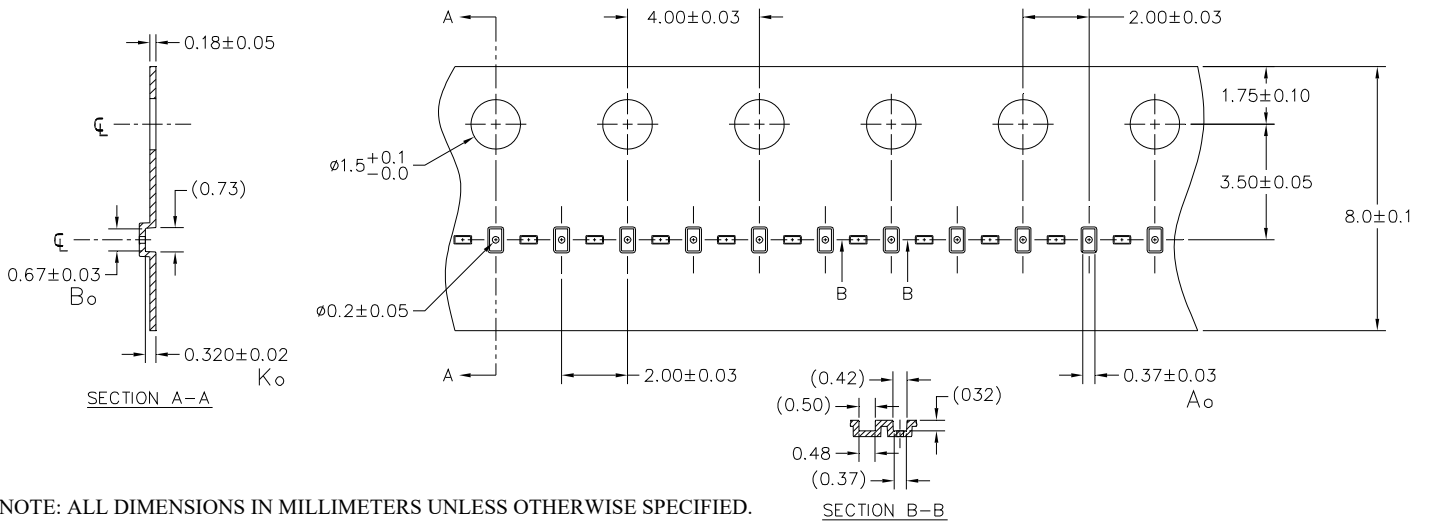 A
4.00±0.03
2.00±0.03
0.18±0.05
1.75±0.10
℄
ø1.5+0.1
-0.0
(0.73)
3.50±0.05
8.0±0.1
℄
0.67±0.03
Bo
B
B
ø0.2±0.05
0.320±0.02
Ko
A
2.00±0.03
(0.42)
0.37±0.03
Ao
(0.50)
(032)
SECTION A-A
0.48
(0.37)
SECTION B-B
NOTE: ALL DIMENSIONS IN MILLIMETERS UNLESS OTHERWISE SPECIFIED.